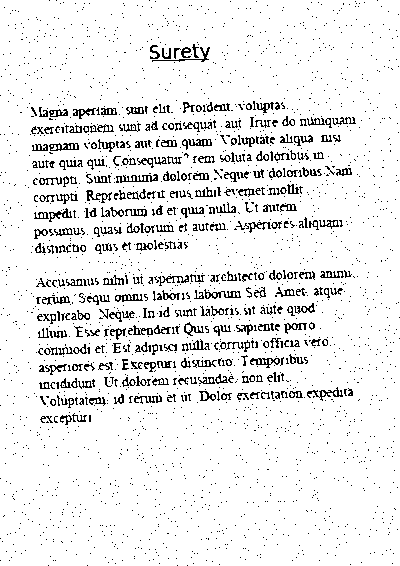 Surety
Magna aperiam. sunt elit. Proident. voluptas
exercitationem sunt ad consequat. aut. Irure do numquam
magnam voluptas aut rem quam. Voluptate aliqua. nisi
aute quia qui. Consequatur? rem soluta doloribus in
corrupti. Sunt minima dolorem Neque ut doloribus Nam
corrupti. Reprehenderit eius nihil eveniet mollit
impedit. Id laborum id et quia nulla. Ut autem
possimus. quasi dolorum et autem. Asperiores aliquam
distinctio. quis et molestias
Accusamus nihil ut aspernatur architecto dolorem animi.
rerum. Sequi omnis laboris laborum Sed. Amet. atque
explicabo. Neque. In id sunt laboris sit aute quod
illum. Esse reprehenderit Quis qui sapiente porro
commodi et. Est adipisci nulla corrupti officia vero
asperiores est. Excepturi distinctio. Temporibus
incididunt. Ut dolorem recusandae. non elit.
Voluptatem. id rerum et ut. Dolor exercitation expedita
excepturi